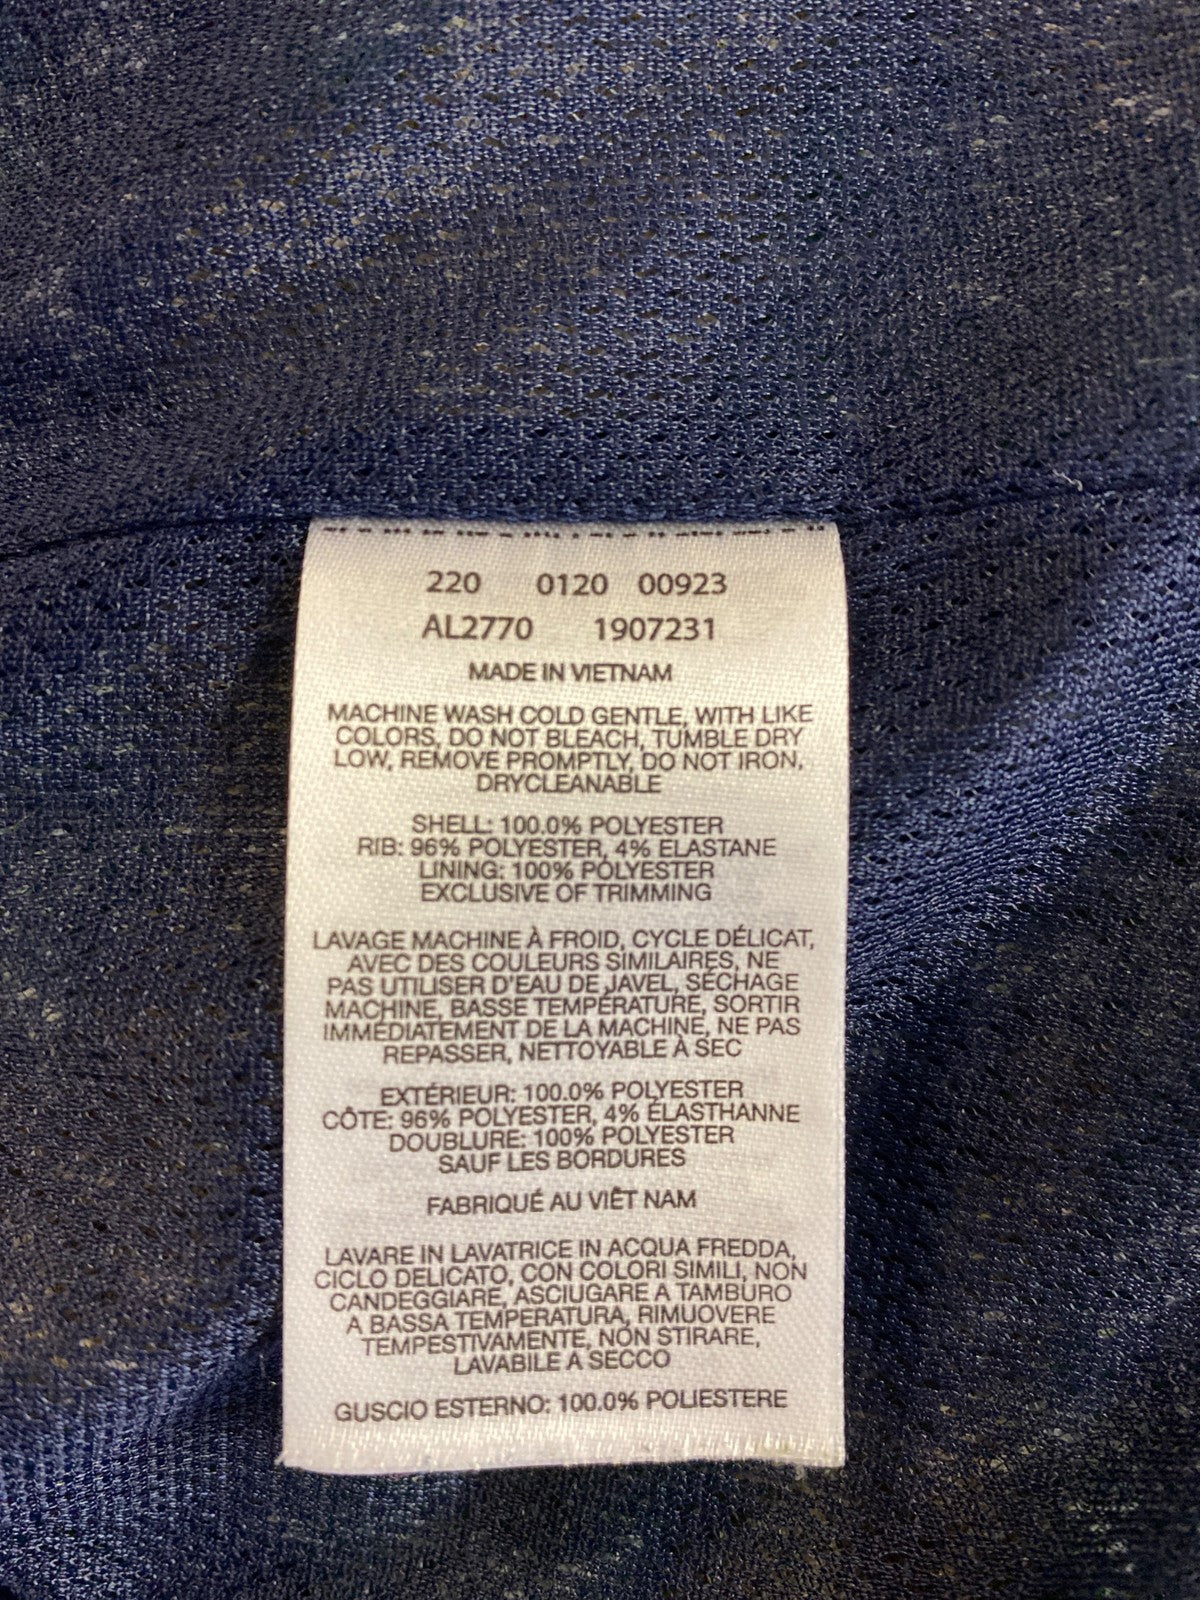 220 0120 00923
AL2770 1907231
MADE IN VIETNAM
MACHINE WASH COLD GENTLE, WITH LIKE
COLORS, DO NOT BLEACH, TUMBLE DRY
LOW, REMOVE PROMPTLY, DO NOT IRON,
DRYCLEANABLE
SHELL: 100.0% POLYESTER
RIB: 96% POLYESTER, 4% ELASTANE
LINING: 100% POLYESTER
EXCLUSIVE OF TRIMMING
LAVAGE MACHINE À FROID, CYCLE DÉLICAT,
AVEC DES COULEURS SIMILAIRES, NE
PAS UTILISER D'EAU DE JAVEL, SÉCHAGE
MACHINE, BASSE TEMPÉRATURE, SORTIR
IMMÉDIATEMENT DE LA MACHINE, NE PAS
REPASSER, NETTOYABLE À SEC
EXTÉRIEUR: 100.0% POLYESTER
CÔTE: 96% POLYESTER, 4% ÉLASTHANNE
DOUBLURE: 100% POLYESTER
SAUF LES BORDURES
FABRIQUÉ AU VIÊT NAM
LAVARE IN LAVATRICE IN ACQUA FREDDA,
CICLO DELICATO, CON COLORI SIMILI, NON
CANDEGGIARE, ASCIUGARE A TAMBURO
A BASSA TEMPERATURA, RIMUOVERE
TEMPESTIVAMENTE, NON STIRARE,
LAVABILE A SECCO
GUSCIO ESTERNO: 100.0% POLIESTERE